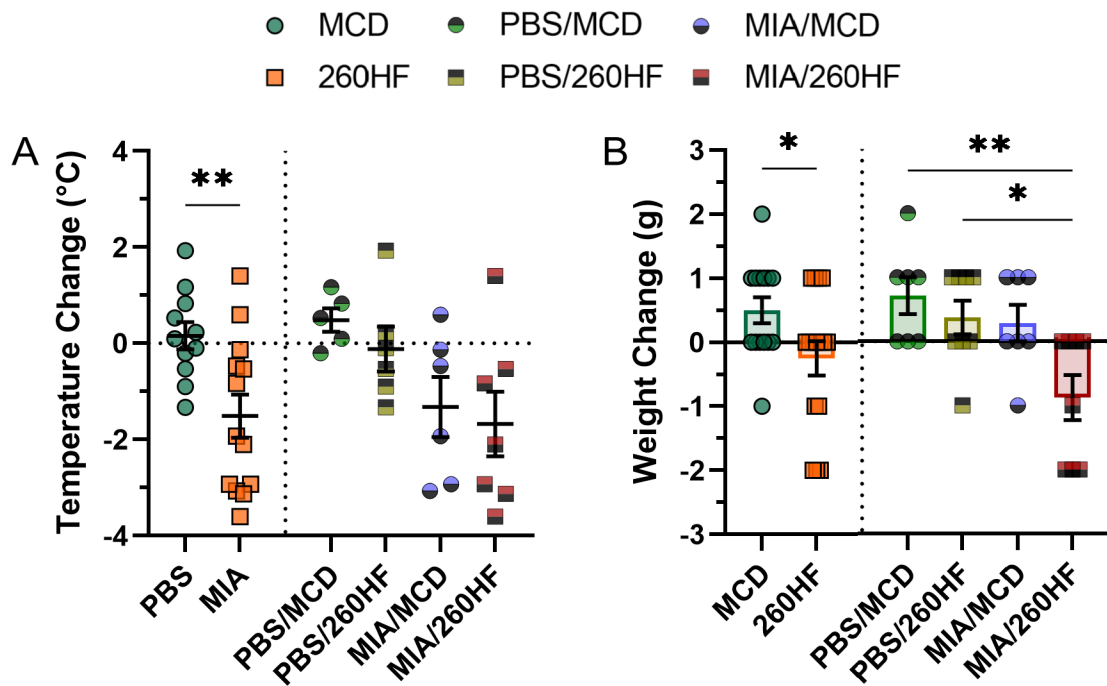 MCD PBS/MCD MIA/MCD
260HF PBS/260HF MIA/260HF
A
Temperature Change (°C)
4
2
0
-2
-4
**
PBS
MIA
PBS/MCD
PBS/260HF
MIA/MCD
MIA/260HF
B
Weight Change (g)
3
2
1
0
-1
-2
-3
*
**
*
MCD
260HF
PBS/MCD
PBS/260HF
MIA/MCD
MIA/260HF